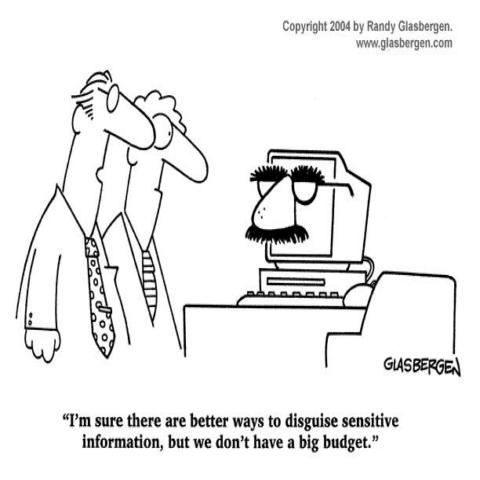 Copyright 2004 by Randy Glasbergen.
www.glasbergen.com
GLASBERGEN
“I’m sure there are better ways to disguise sensitive
information, but we don’t have a big budget.”